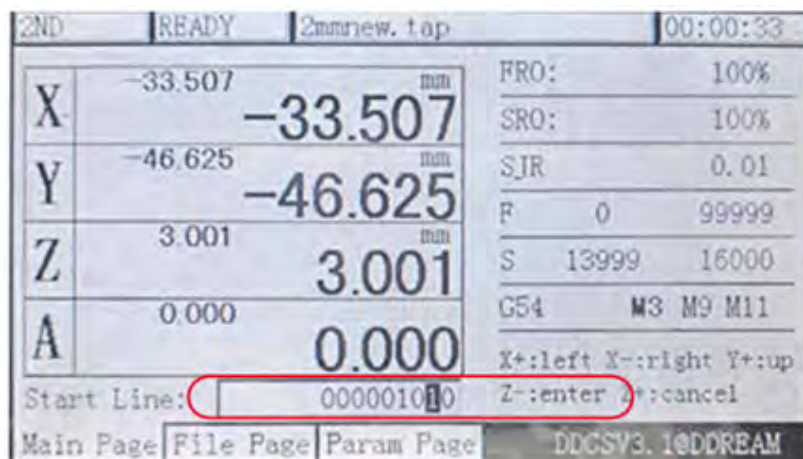 2ND READY 2mmnew.tap 00:00:33
X -33.507 mm -33.507
Y -46.625 mm -46.625
Z 3.001 mm 3.001
A 0.000 0.000
FRO: 100%
SRO: 100%
SJR 0.01
F 0 99999
S 13999 16000
G54 M3 M9 M11
X+:left X-:right Y+:up
Start Line: 000001010 Z-:enter Z+:cancel
Main Page File Page Param Page DDCSV3.1@DDREAM